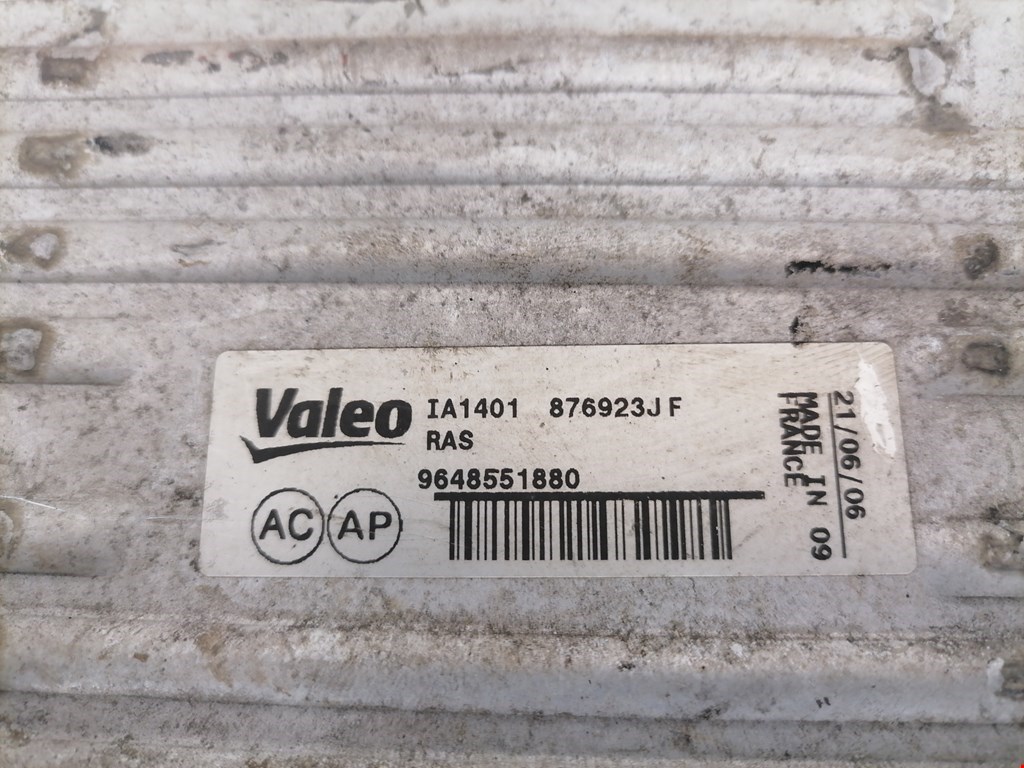 Valeo IA1401 876923J F
RAS
9648551880
AC AP
21/06/06
MADE IN 09
FRANCE